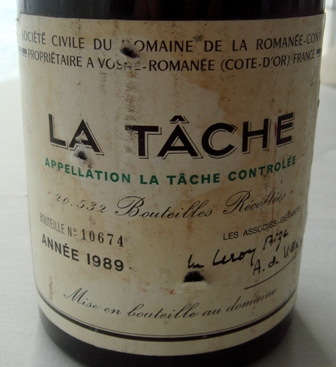 SOCIÉTÉ CIVILE DU DOMAINE DE LA ROMANÉE-CONTI
PROPRIÉTAIRE A VOSNE-ROMANÉE (COTE-D'OR) FRANCE
LA TÂCHE
APPELLATION LA TÂCHE CONTROLÉE
20.532 Bouteilles Récoltées
BOUTEILLE Nº 10674
LES ASSOCIÉS-GÉRANTS
ANNÉE 1989
Mise en bouteille au domaine